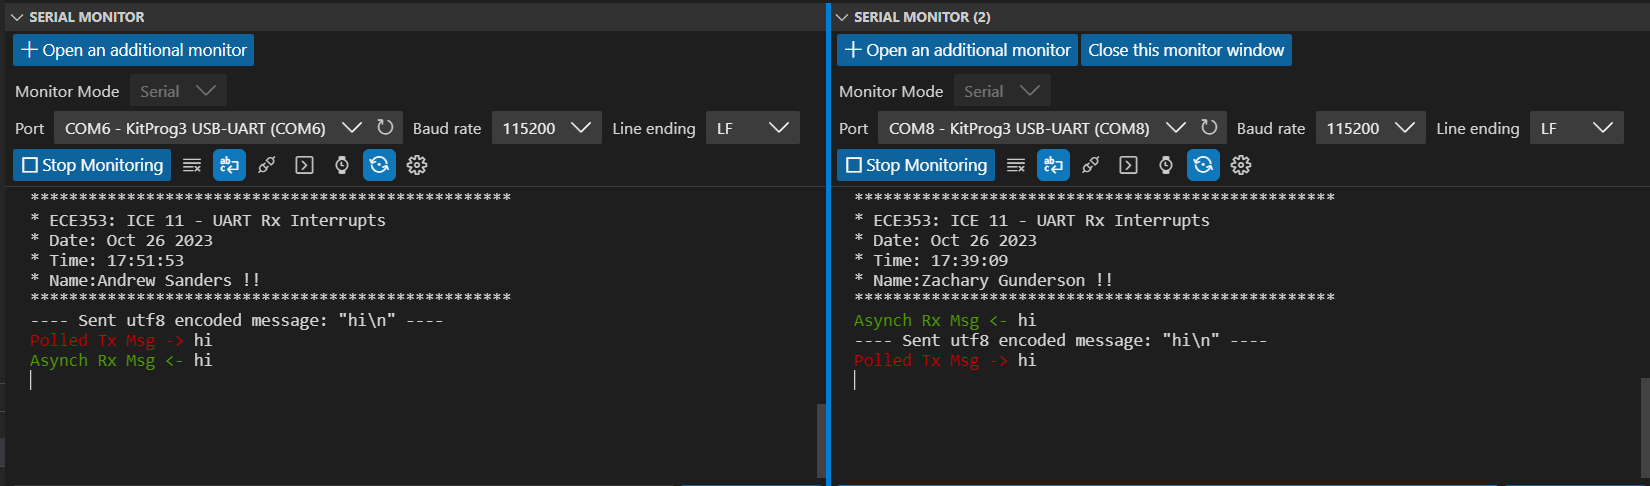 SERIAL MONITOR
Open an additional monitor
Monitor Mode Serial
Port COM6 - KitProg3 USB-UART (COM6) Baud rate 115200 Line ending LF
Stop Monitoring
**************************************************
* ECE353: ICE 11 - UART Rx Interrupts
* Date: Oct 26 2023
* Time: 17:51:53
* Name:Andrew Sanders !!
**************************************************
---- Sent utf8 encoded message: "hi\n" ----
Polled Tx Msg -> hi
Asynch Rx Msg <- hi
SERIAL MONITOR (2)
Open an additional monitor Close this monitor window
Monitor Mode Serial
Port COM8 - KitProg3 USB-UART (COM8) Baud rate 115200 Line ending LF
Stop Monitoring
**************************************************
* ECE353: ICE 11 - UART Rx Interrupts
* Date: Oct 26 2023
* Time: 17:39:09
* Name:Zachary Gunderson !!
**************************************************
Asynch Rx Msg <- hi
---- Sent utf8 encoded message: "hi\n" ----
Polled Tx Msg -> hi